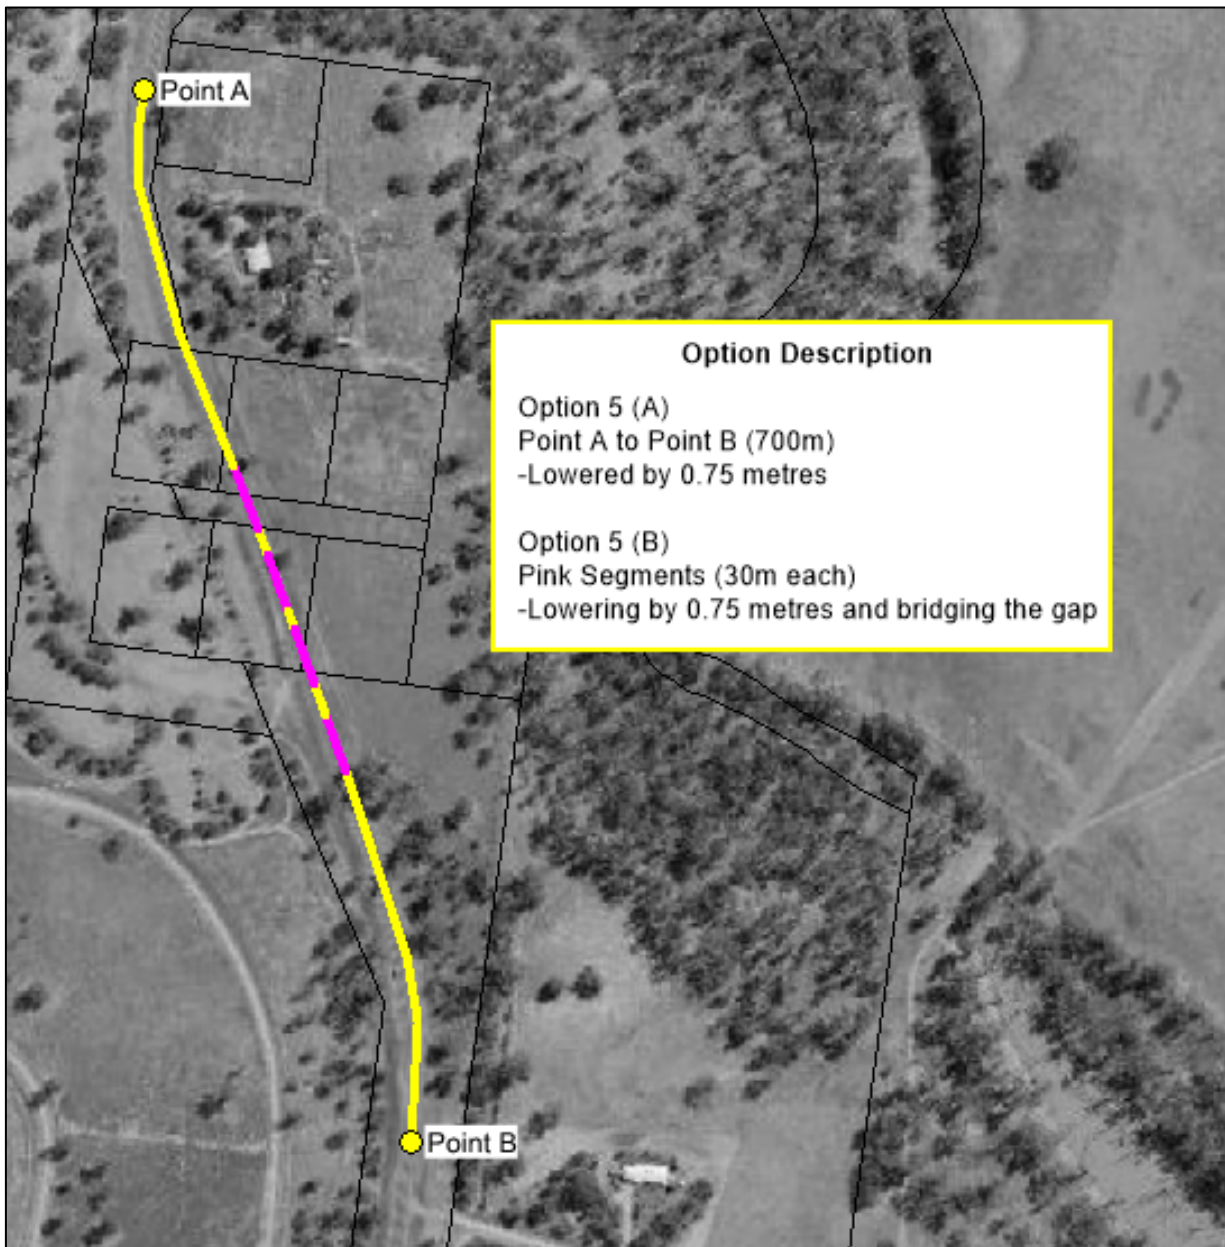 Point A
Option Description
Option 5 (A)
Point A to Point B (700m)
-Lowered by 0.75 metres
Option 5 (B)
Pink Segments (30m each)
-Lowering by 0.75 metres and bridging the gap
Point B